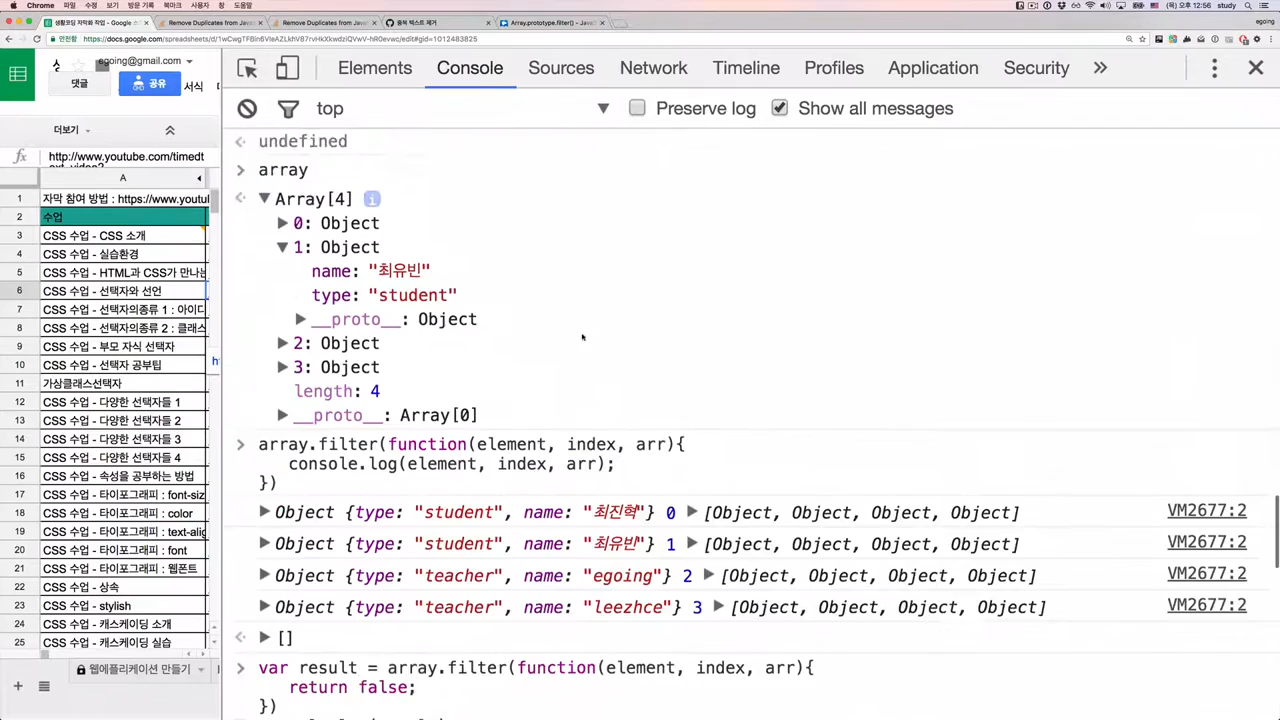 Chrome 파일 수정 보기 방문 기록 북마크 사용자 창 도움말
(일) 오후 12:56 study
생활코딩 자막화 작업 - Google
Remove Duplicates from Java
Remove Duplicates from Javas
중복 텍스트 제거
Array.prototype.filter() - JavaS
egoing
안전함 https://docs.google.com/spreadsheets/d/
edit#gid=1012483825
egoing@gmail.com
댓글
공유
서식
더보기
fx http://www.youtube.com/timedt
A
1 자막 참여 방법 : https://www.youtul
2 수업
3 CSS 수업 - CSS 소개
4 CSS 수업 - 실습환경
5 CSS 수업 - HTML과 CSS가 만나는
6 CSS 수업 - 선택자와 선언
7 CSS 수업 - 선택자의종류 1 : 아이디
8 CSS 수업 - 선택자의종류 2 : 클래스
9 CSS 수업 - 부모 자식 선택자
10 CSS 수업 - 선택자 공부팁
11 가상클래스선택자
12 CSS 수업 - 다양한 선택자들 1
13 CSS 수업 - 다양한 선택자들 2
14 CSS 수업 - 다양한 선택자들 3
15 CSS 수업 - 다양한 선택자들 4
16 CSS 수업 - 속성을 공부하는 방법
17 CSS 수업 - 타이포그래피 : font-siz
18 CSS 수업 - 타이포그래피 : color
19 CSS 수업 - 타이포그래피 : text-alig
20 CSS 수업 - 타이포그래피 : font
21 CSS 수업 - 타이포그래피 : 웹폰트
22 CSS 수업 - 상속
23 CSS 수업 - stylish
24 CSS 수업 - 캐스케이딩 소개
25 CSS 수업 - 캐스케이딩 실습
웹에플리케이션 만들기
Elements Console Sources Network Timeline Profiles Application Security
top Preserve log Show all messages
undefined
array
Array[4]
0: Object
1: Object
name: "최유빈"
type: "student"
__proto__: Object
2: Object
3: Object
length: 4
__proto__: Array[0]
array.filter(function(element, index, arr){
console.log(element, index, arr);
})
Object {type: "student", name: "최진혁"} 0 [Object, Object, Object, Object] VM2677:2
Object {type: "student", name: "최유빈"} 1 [Object, Object, Object, Object] VM2677:2
Object {type: "teacher", name: "egoing"} 2 [Object, Object, Object, Object] VM2677:2
Object {type: "teacher", name: "leezhce"} 3 [Object, Object, Object, Object] VM2677:2
[]
var result = array.filter(function(element, index, arr){
return false;
})